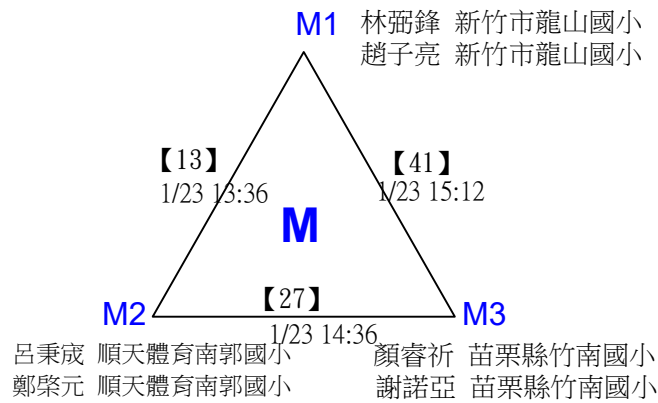 M1 林弼鋒 新竹市龍山國小
趙子亮 新竹市龍山國小
【13】
1/23 13:36
【41】
1/23 15:12
M
【27】
1/23 14:36
M2
呂秉宬 順天體育南郭國小
鄭棨元 順天體育南郭國小
M3
顏睿祈 苗栗縣竹南國小
謝諾亞 苗栗縣竹南國小